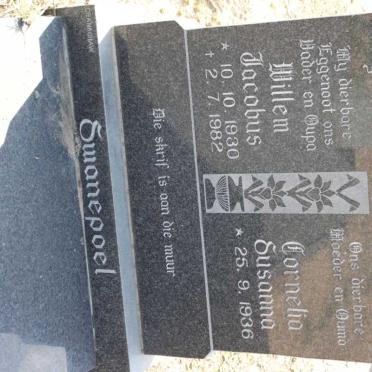 My dierbare
Eggenoot ons
Vader en Oupa
Willem
Jacobus
★ 10. 10. 1930
✝ 2. 7. 1982
Ons dierbare
Moeder en Ouma
Cornelia
Susanna
★ 25. 9. 1936
Die skrif is aan die muur
Swanepoel